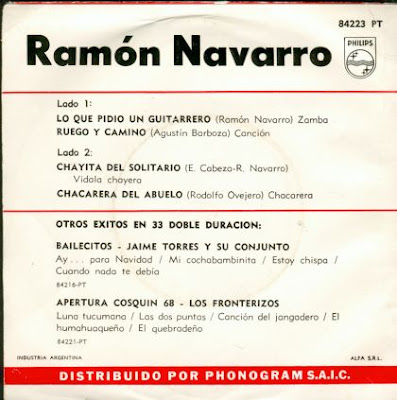 84223 PT
Ramón Navarro
PHILIPS
Lado 1:
LO QUE PIDIO UN GUITARRERO (Ramón Navarro) Zamba
RUEGO Y CAMINO (Agustín Barboza) Canción
Lado 2:
CHAYITA DEL SOLITARIO (E. Cabeza-R. Navarro)
Vidala chayera
CHACARERA DEL ABUELO (Rodolfo Ovejero) Chacarera
OTROS EXITOS EN 33 DOBLE DURACION:
BAILECITOS - JAIME TORRES Y SU CONJUNTO
Ay... para Navidad / Mi cochabambinita / Estoy chispa /
Cuando nada te debía
84216-PT
APERTURA COSQUIN 68 - LOS FRONTERIZOS
Luna tucumana / Las dos puntas / Canción del jangadero / El
humahuaqueño / El quebradeño
84221-PT
INDUSTRIA ARGENTINA
ALFA S.R.L.
DISTRIBUIDO POR PHONOGRAM S.A.I.C.